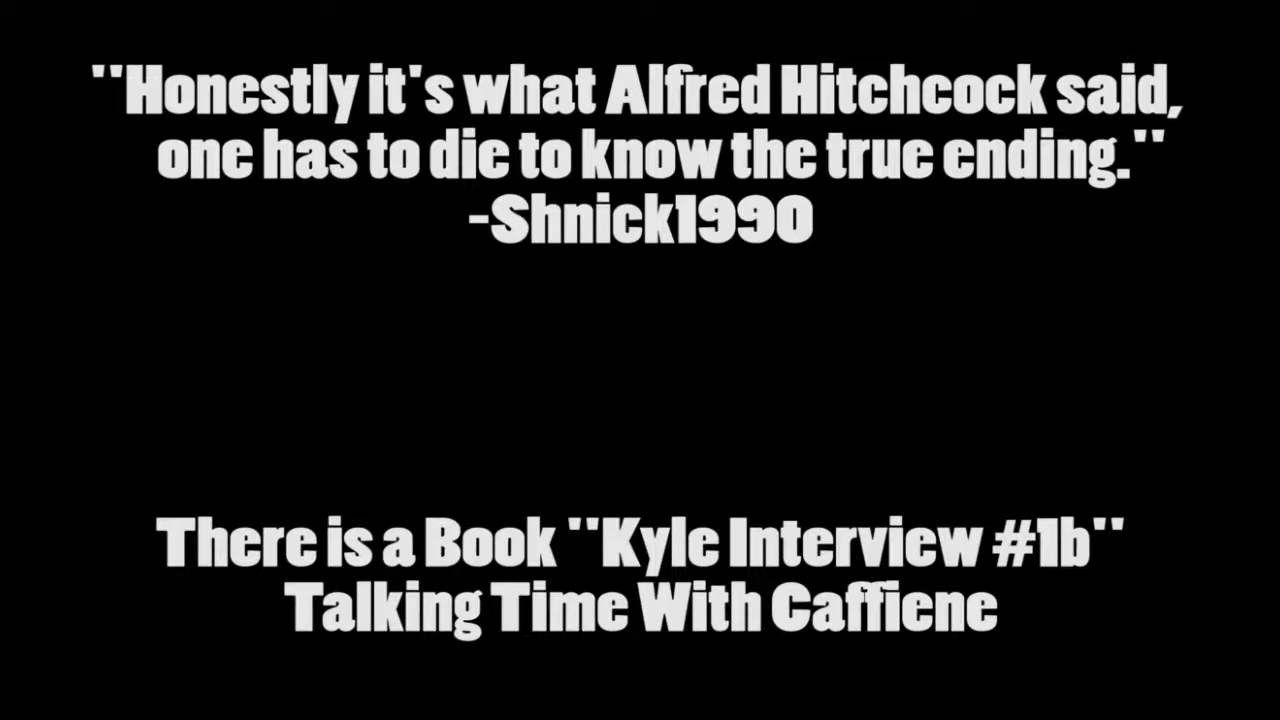 "Honestly it's what Alfred Hitchcock said,
one has to die to know the true ending."
-Shnick1990
There is a Book "Kyle Interview #1b"
Talking Time With Caffiene